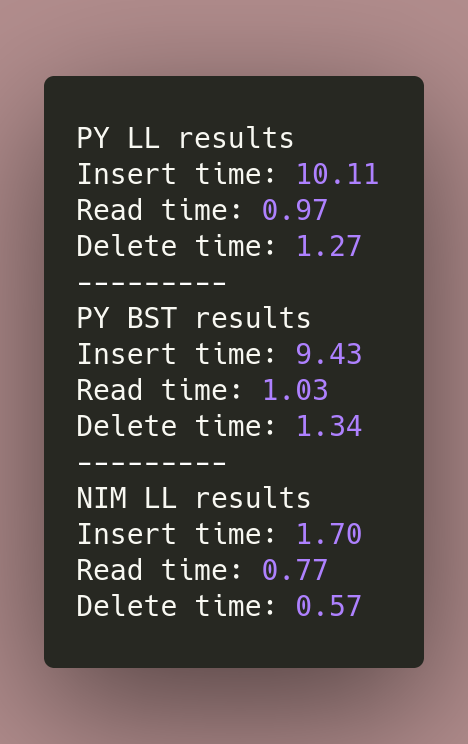 PY LL results
Insert time: 10.11
Read time: 0.97
Delete time: 1.27
---------
PY BST results
Insert time: 9.43
Read time: 1.03
Delete time: 1.34
---------
NIM LL results
Insert time: 1.70
Read time: 0.77
Delete time: 0.57